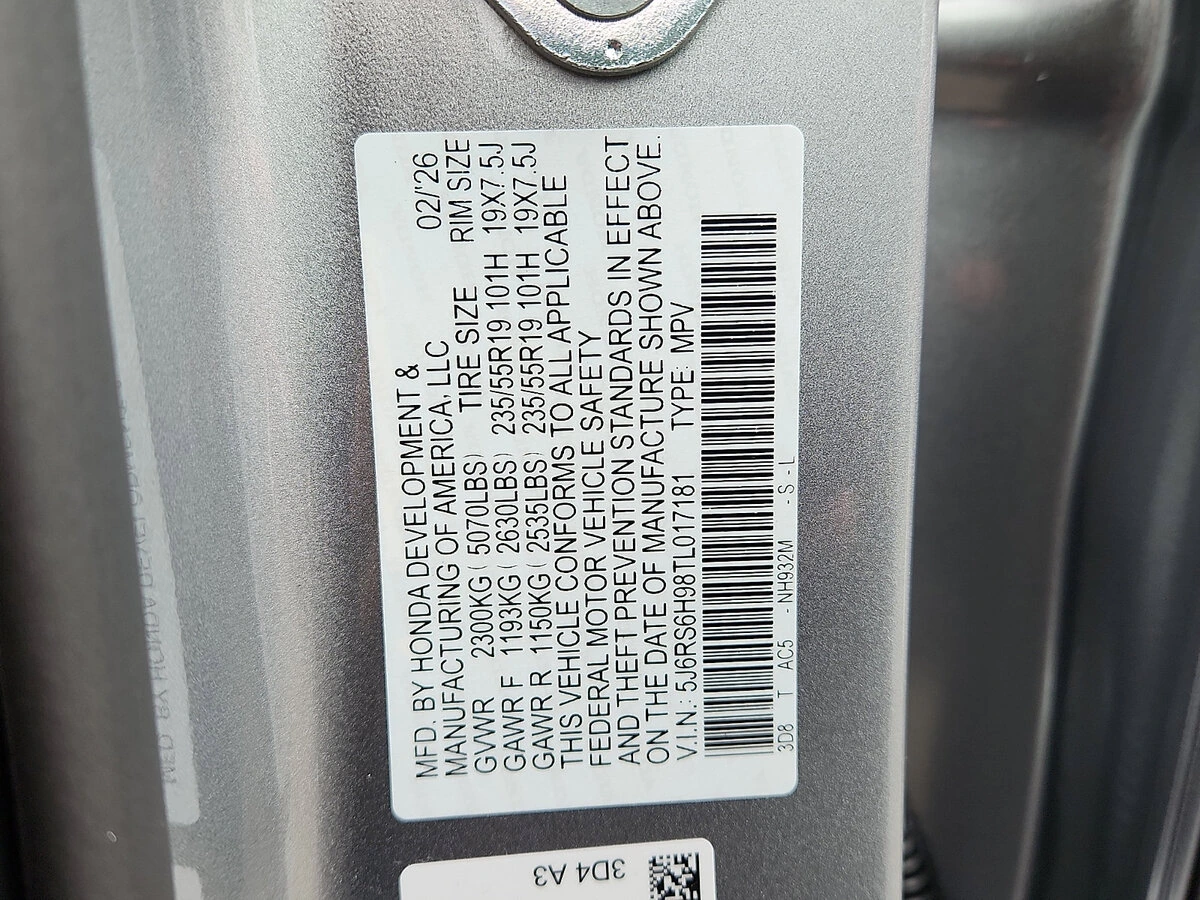 MFD. BY HONDA DEVELOPMENT &
MANUFACTURING OF AMERICA, LLC 02/'26
GVWR TIRE SIZE RIM SIZE
2300KG ( 5070LBS)
GAWR F 1193KG ( 2630LBS) 235/55R19 101H 19X7.5J
GAWR R 1150KG ( 2535LBS) 235/55R19 101H 19X7.5J
THIS VEHICLE CONFORMS TO ALL APPLICABLE
FEDERAL MOTOR VEHICLE SAFETY
AND THEFT PREVENTION STANDARDS IN EFFECT
ON THE DATE OF MANUFACTURE SHOWN ABOVE.
V.I.N.: 5J6RS6H98TL017181 TYPE: MPV
3D8 T AC5 - NH932M - S - L
3D4 A3